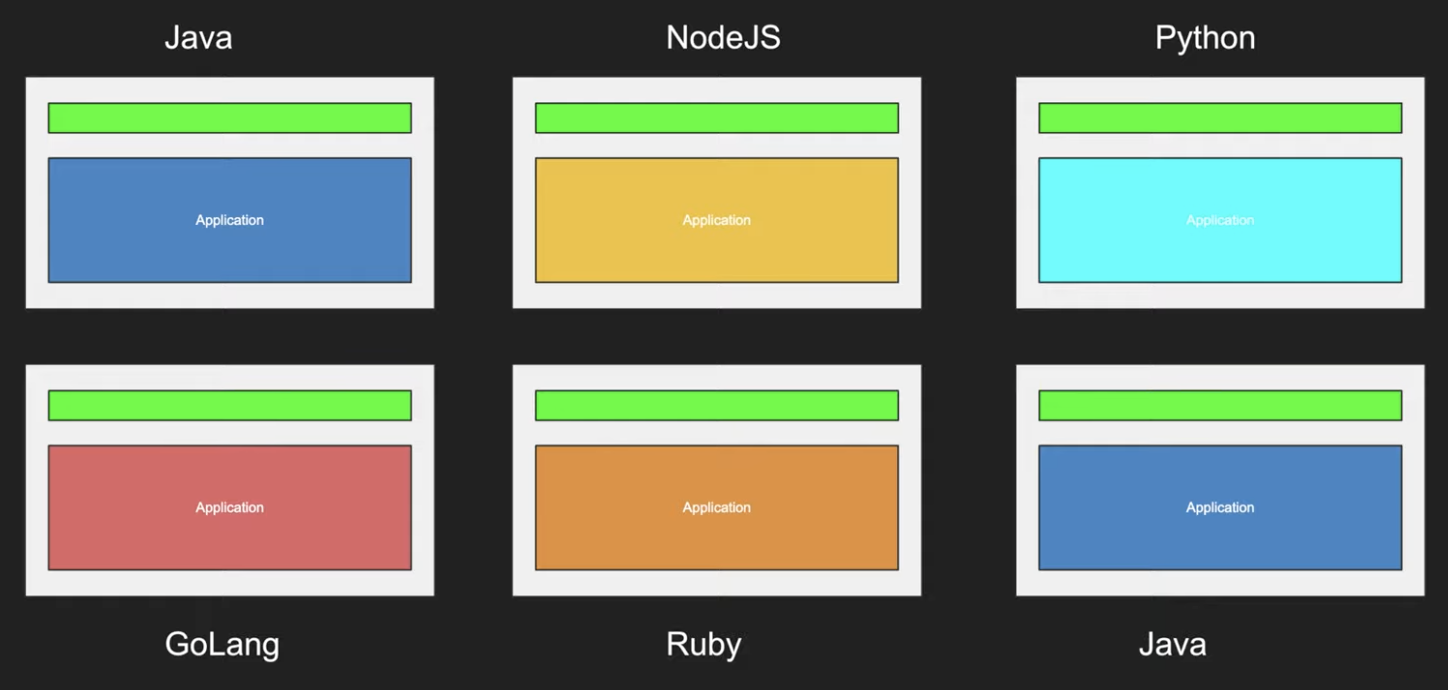 Java
NodeJS
Python
Application
Application
Application
Application
Application
Application
GoLang
Ruby
Java